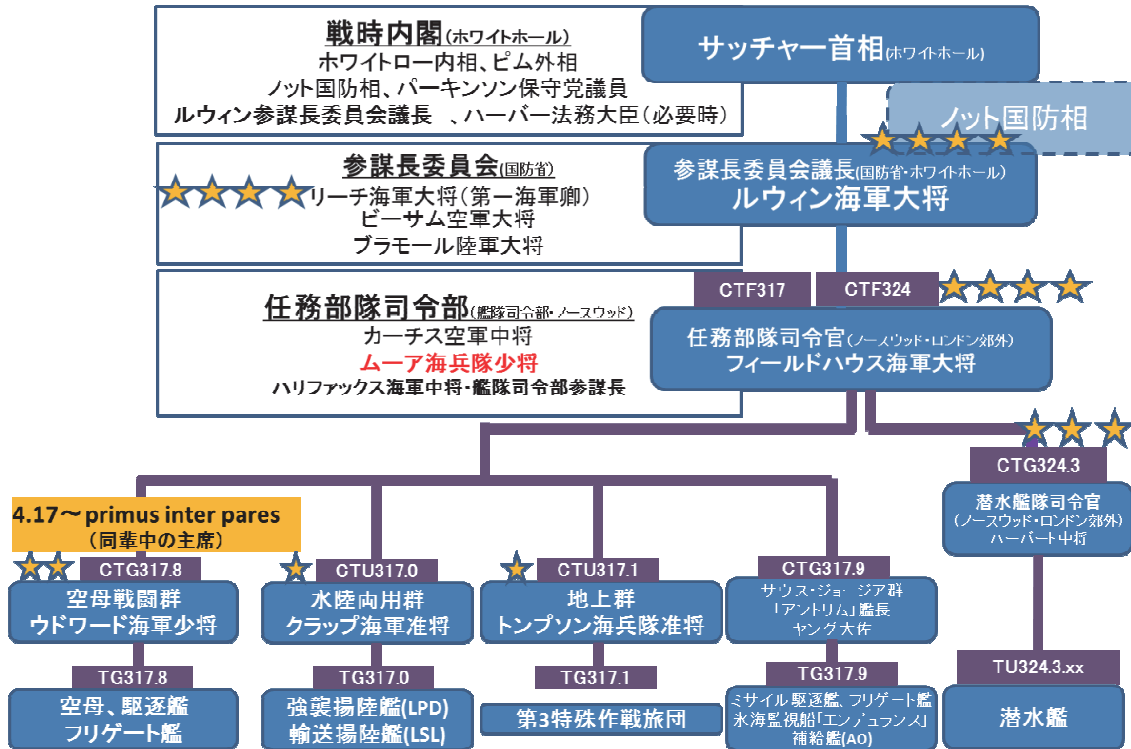 戦時内閣(ホワイトホール)
ホワイトロー内相、ピム外相
ノット国防相、パーキンソン保守党議員
ルウィン参謀長委員会議長 、ハーバー法務大臣(必要時)
サッチャー首相(ホワイトホール)
ノット国防相
参謀長委員会(国防省)
リーチ海軍大将(第一海軍卿)
ビーサム空軍大将
ブラモール陸軍大将
参謀長委員会議長(国防省・ホワイトホール)
ルウィン海軍大将
任務部隊司令部(艦隊司令部・ノースウッド)
カーチス空軍中将
ムーア海兵隊少将
ハリファックス海軍中将・艦隊司令部参謀長
CTF317
CTF324
任務部隊司令官(ノースウッド・ロンドン郊外)
フィールドハウス海軍大将
CTG324.3
潜水艦隊司令官
(ノースウッド・ロンドン郊外)
ハーバート中将
4.17～primus inter pares
(同輩中の主席)
CTG317.8
空母戦闘群
ウドワード海軍少将
CTU317.0
水陸両用群
クラップ海軍准将
CTU317.1
地上群
トンプソン海兵隊准将
CTG317.9
サウス・ジョージア群
「アントリム」艦長
ヤング大佐
TG317.8
空母、駆逐艦
フリゲート艦
TG317.0
強襲揚陸艦(LPD)
輸送揚陸艦(LSL)
TG317.1
第3特殊作戦旅団
TG317.9
ミサイル駆逐艦、フリゲート艦
氷海監視船「エンデュランス」
補給艦(AO)
TU324.3.xx
潜水艦